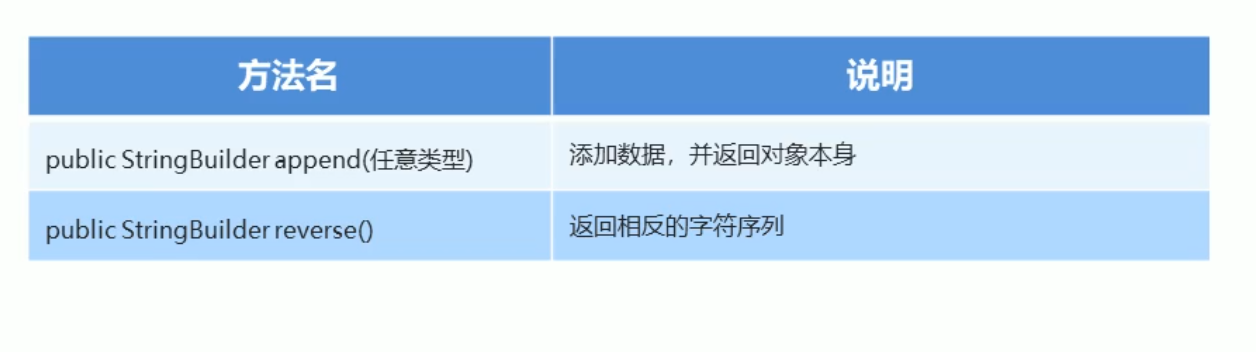 方法名 说明
public StringBuilder append(任意类型) 添加数据，并返回对象本身
public StringBuilder reverse() 返回相反的字符序列